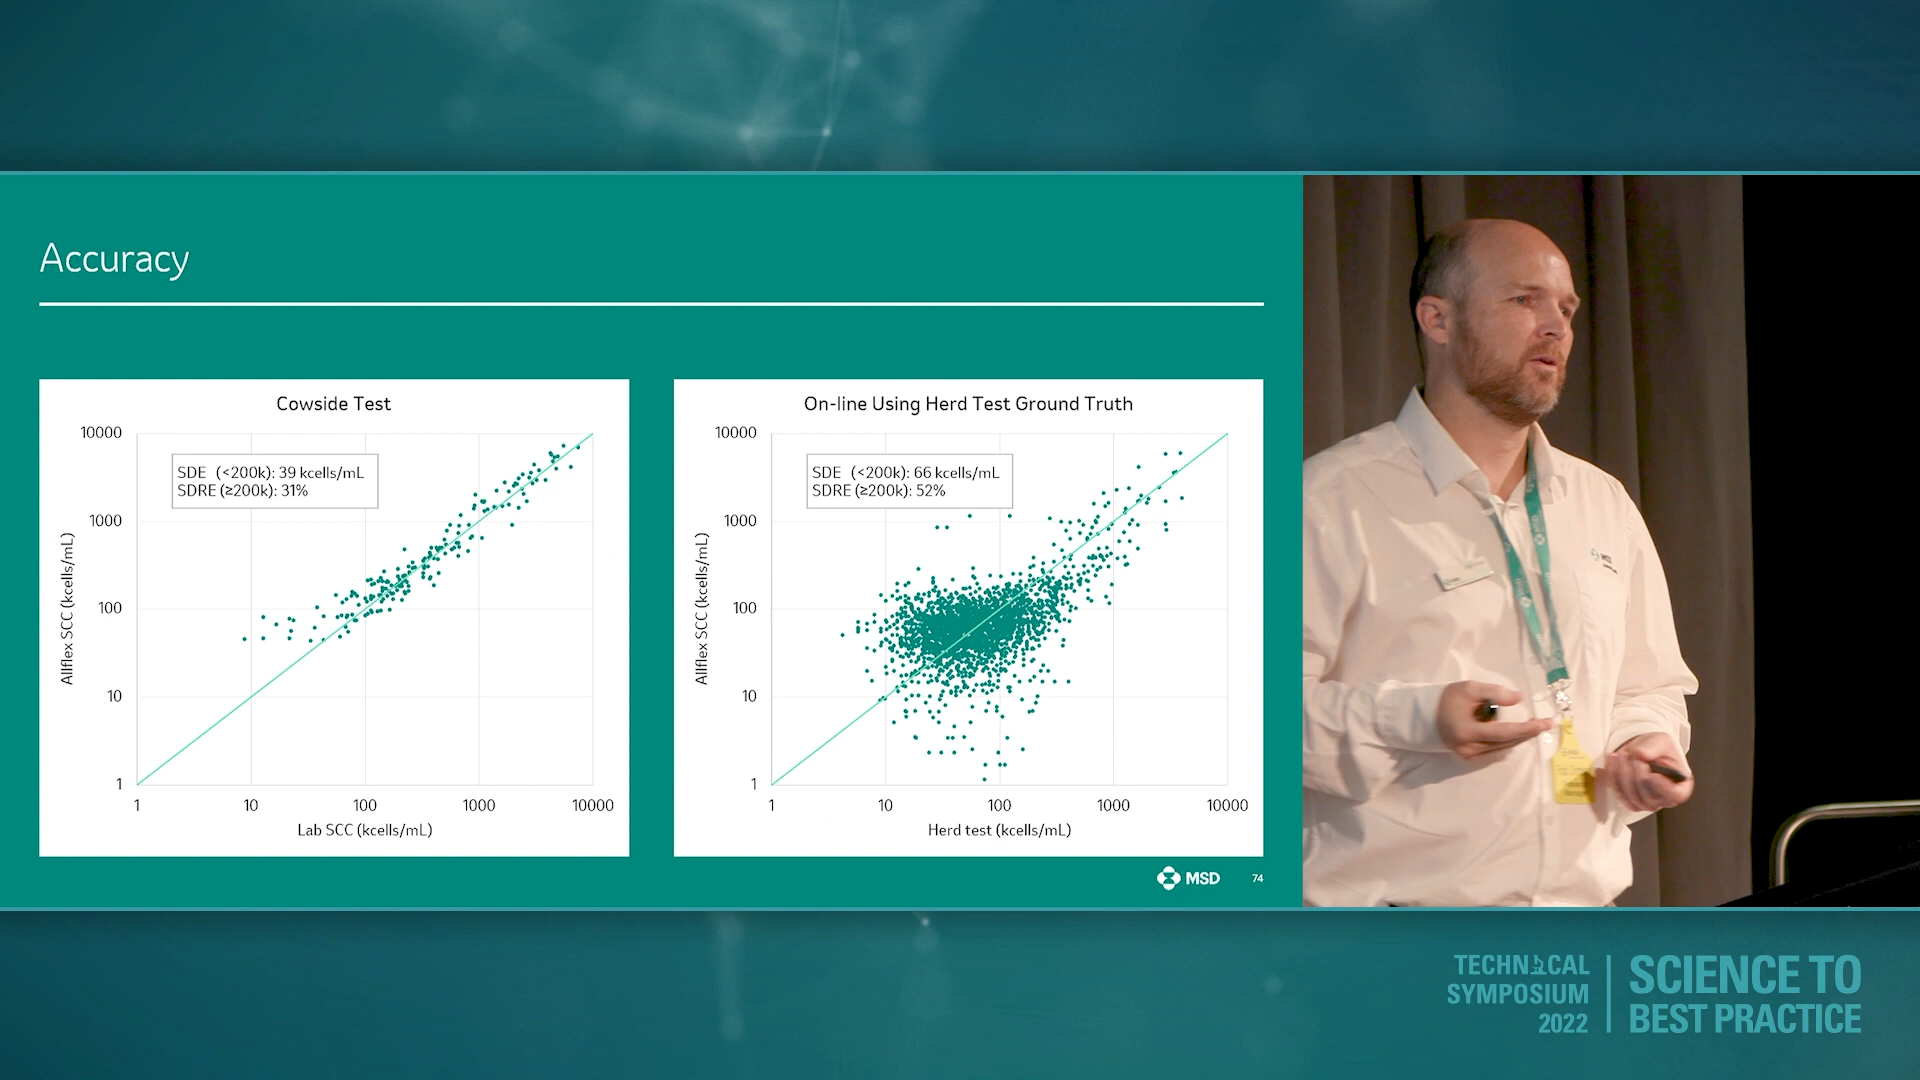 Accuracy
Cowside Test
10000
1000
100
10
1
SDE (<200k): 39 kcells/mL
SDRE (≥200k): 31%
Allflex SCC (kcells/mL)
1
10
100
1000
10000
Lab SCC (kcells/mL)
On-line Using Herd Test Ground Truth
10000
1000
100
10
1
SDE (<200k): 66 kcells/mL
SDRE (≥200k): 52%
Allflex SCC (kcells/mL)
1
10
100
1000
10000
Herd test (kcells/mL)
MSD
74
MSD
TECHNICAL
SYMPOSIUM
2022
SCIENCE TO
BEST PRACTICE